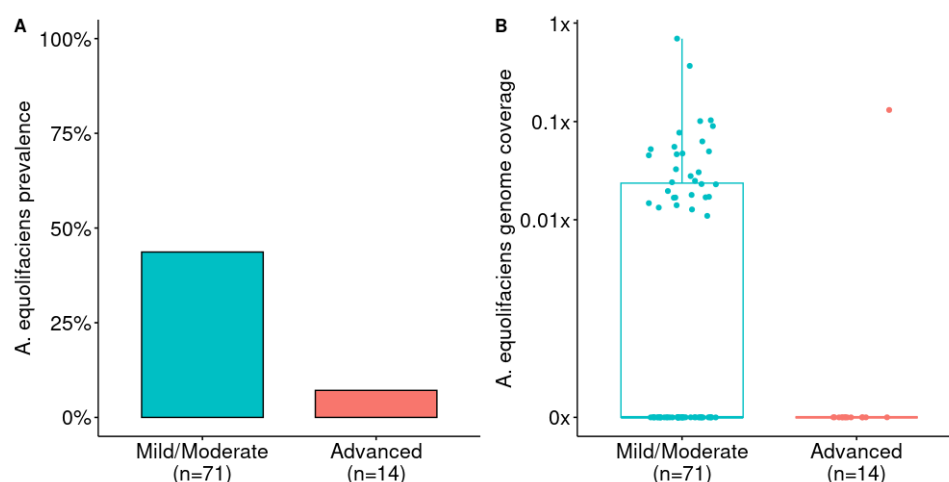 A
A. equolifaciens prevalence
100%
75%
50%
25%
0%
Mild/Moderate
(n=71)
Advanced
(n=14)
B
A. equolifaciens genome coverage
1x
0.1x
0.01x
0x
Mild/Moderate
(n=71)
Advanced
(n=14)